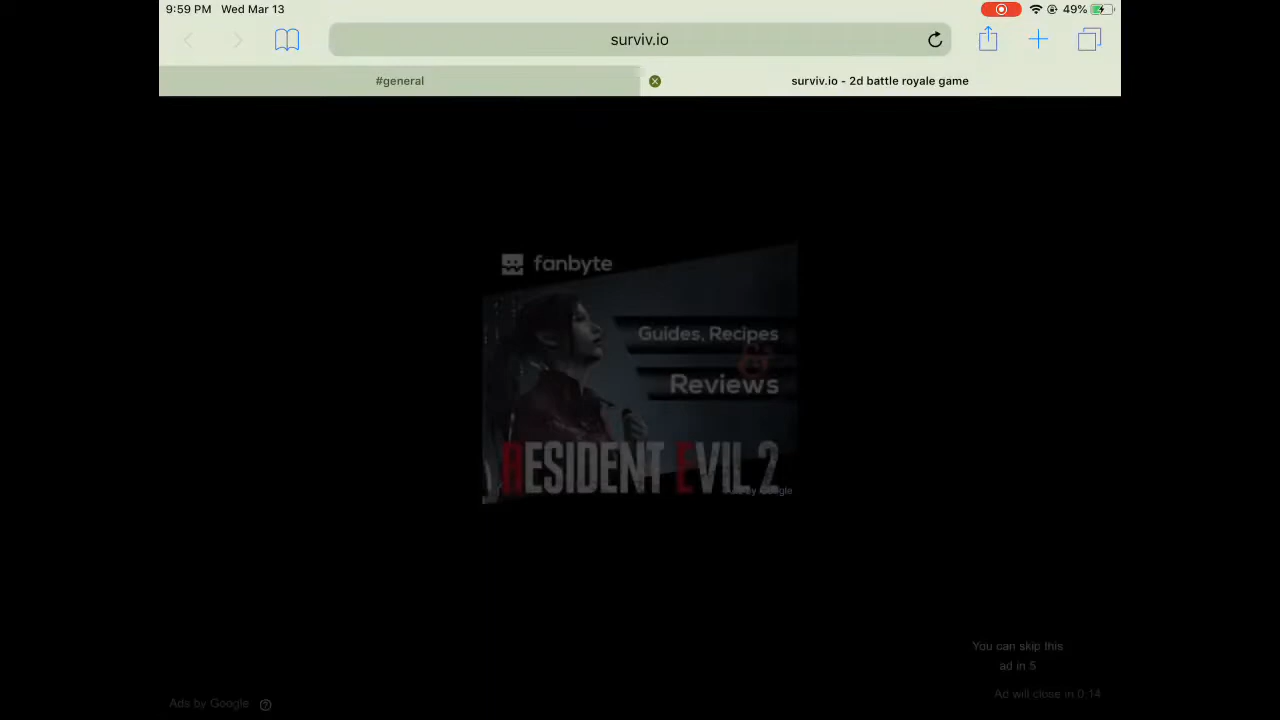 9:59 PM Wed Mar 13
49%
surviv.io
#general
surviv.io - 2d battle royale game
fanbyte
Guides, Recipes
Reviews
RESIDENT EVIL 2
by Google
You can skip this
ad in 5
Ad will close in 0:14
Ads by Google